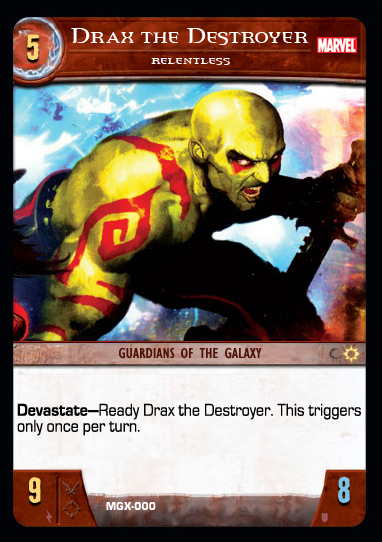 5
DRAX THE DESTROYER
RELENTLESS
MARVEL
GUARDIANS OF THE GALAXY
Devastate—Ready Drax the Destroyer. This triggers
only once per turn.
9
MGX-000
8